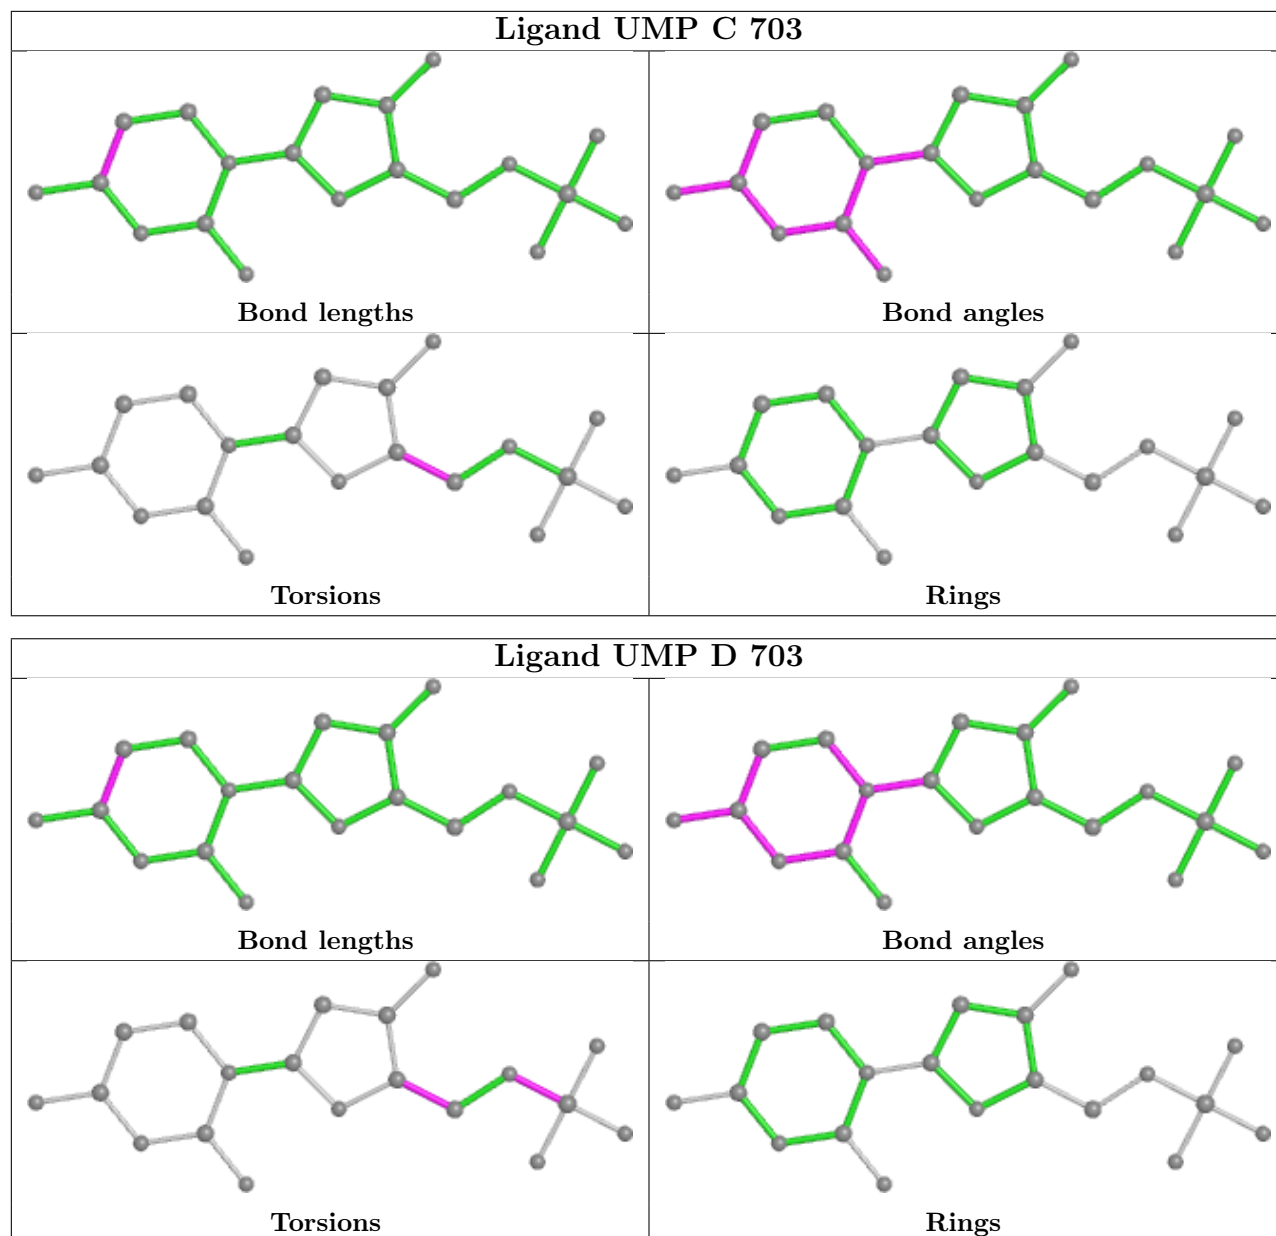 Ligand UMP C 703
Bond lengths
Bond angles
Torsions
Rings
Ligand UMP D 703
Bond lengths
Bond angles
Torsions
Rings